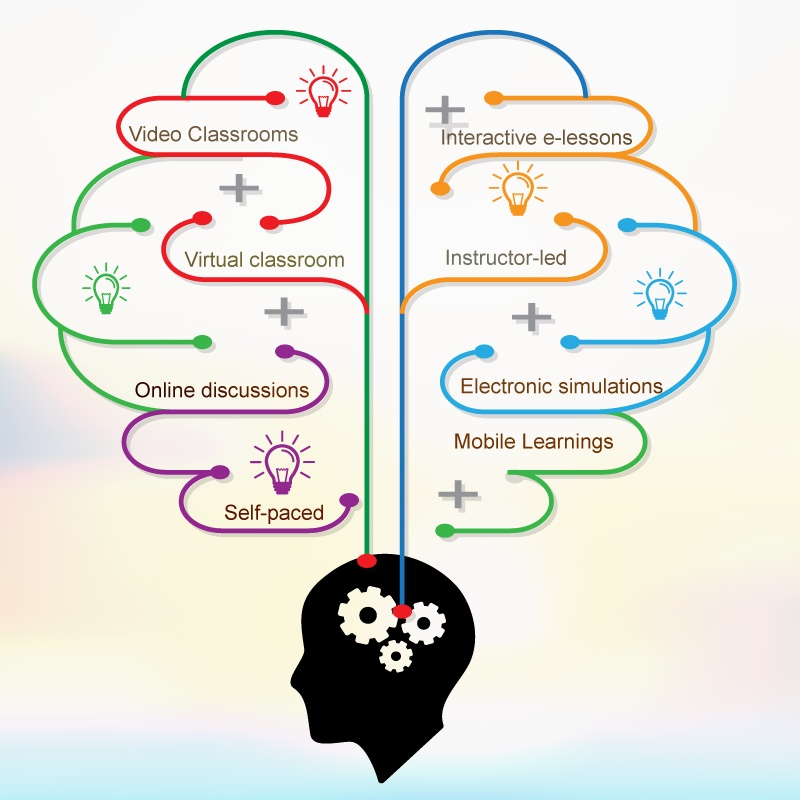 Video Classrooms
Interactive e-lessons
Virtual classroom
Instructor-led
Online discussions
Electronic simulations
Mobile Learnings
Self-paced